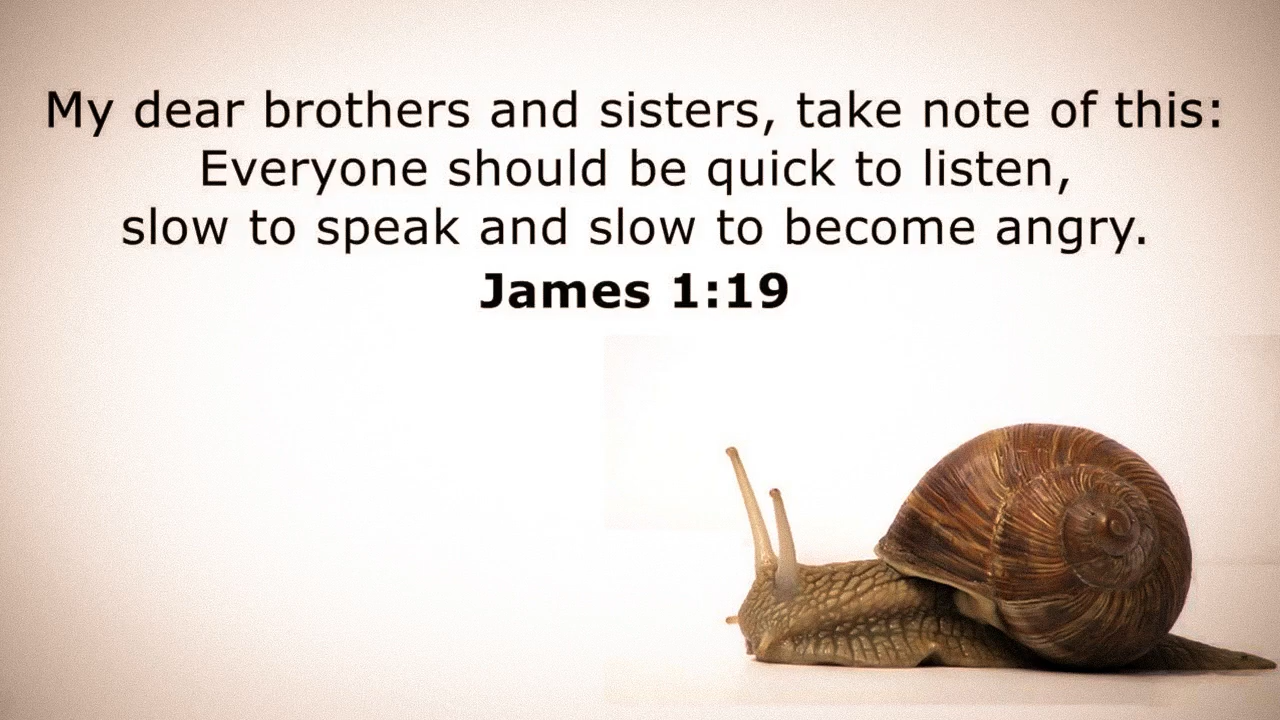 My dear brothers and sisters, take note of this:
Everyone should be quick to listen,
slow to speak and slow to become angry.
James 1:19